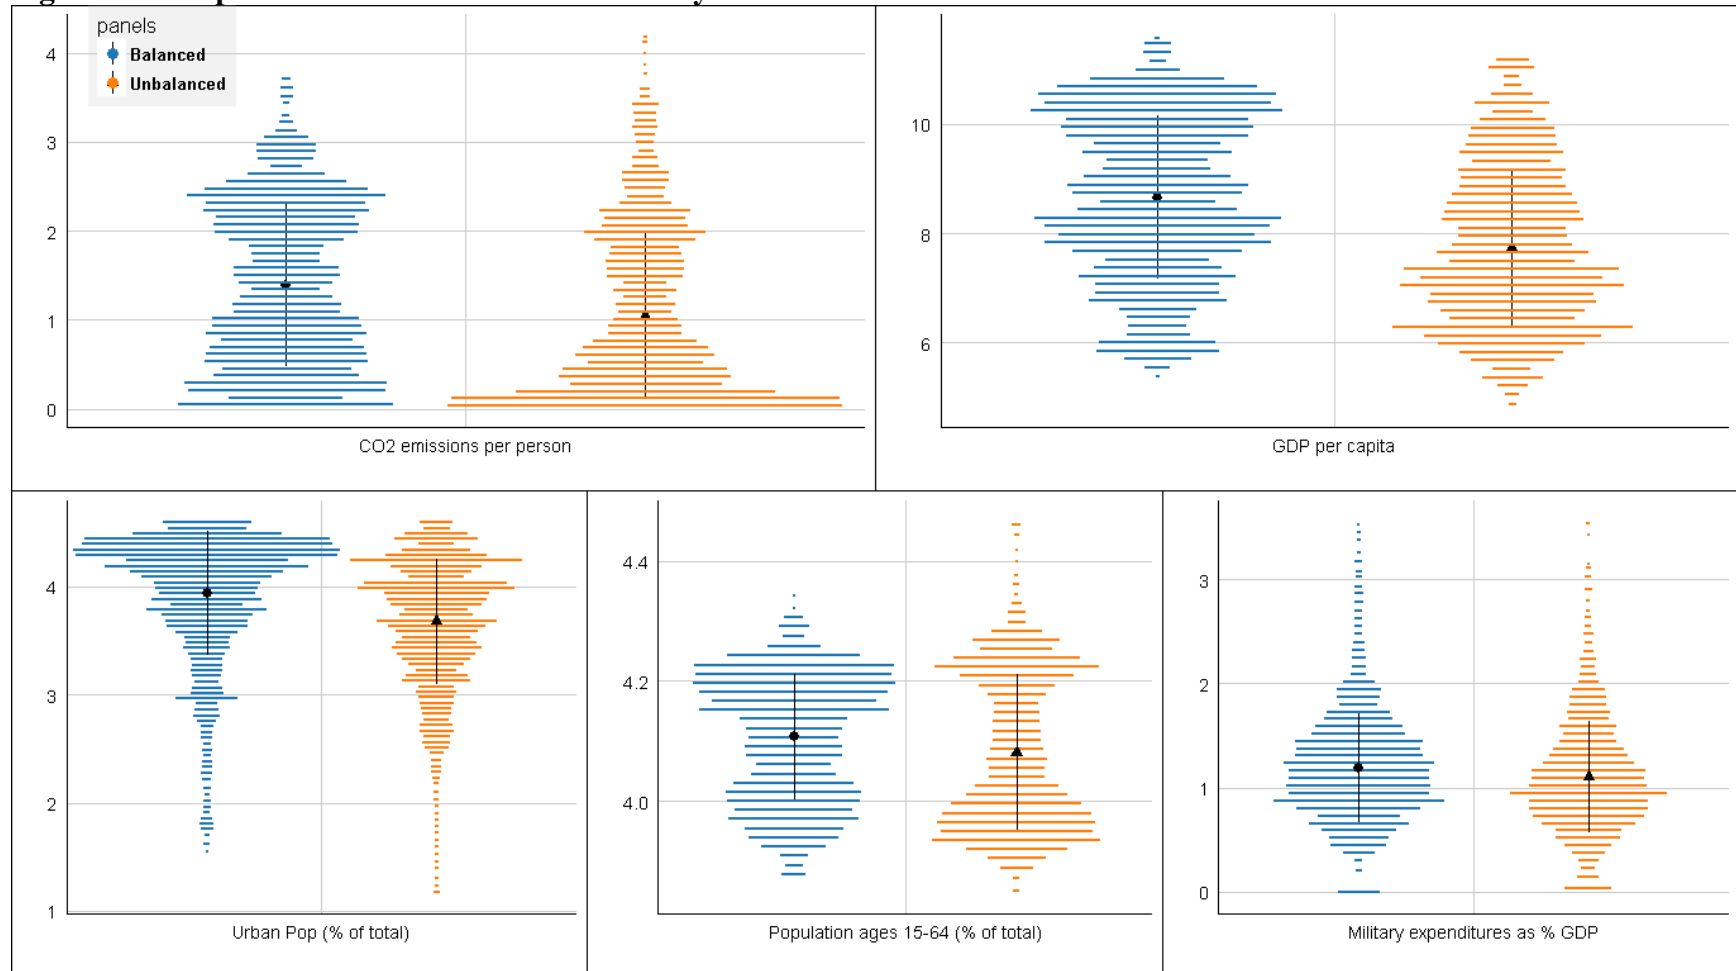 panels
Balanced
Unbalanced
4
3
2
1
0
CO2 emissions per person
10
8
6
GDP per capita
4
3
2
1
Urban Pop (% of total)
4.4
4.2
4.0
Population ages 15-64 (% of total)
3
2
1
0
Military expenditures as % GDP